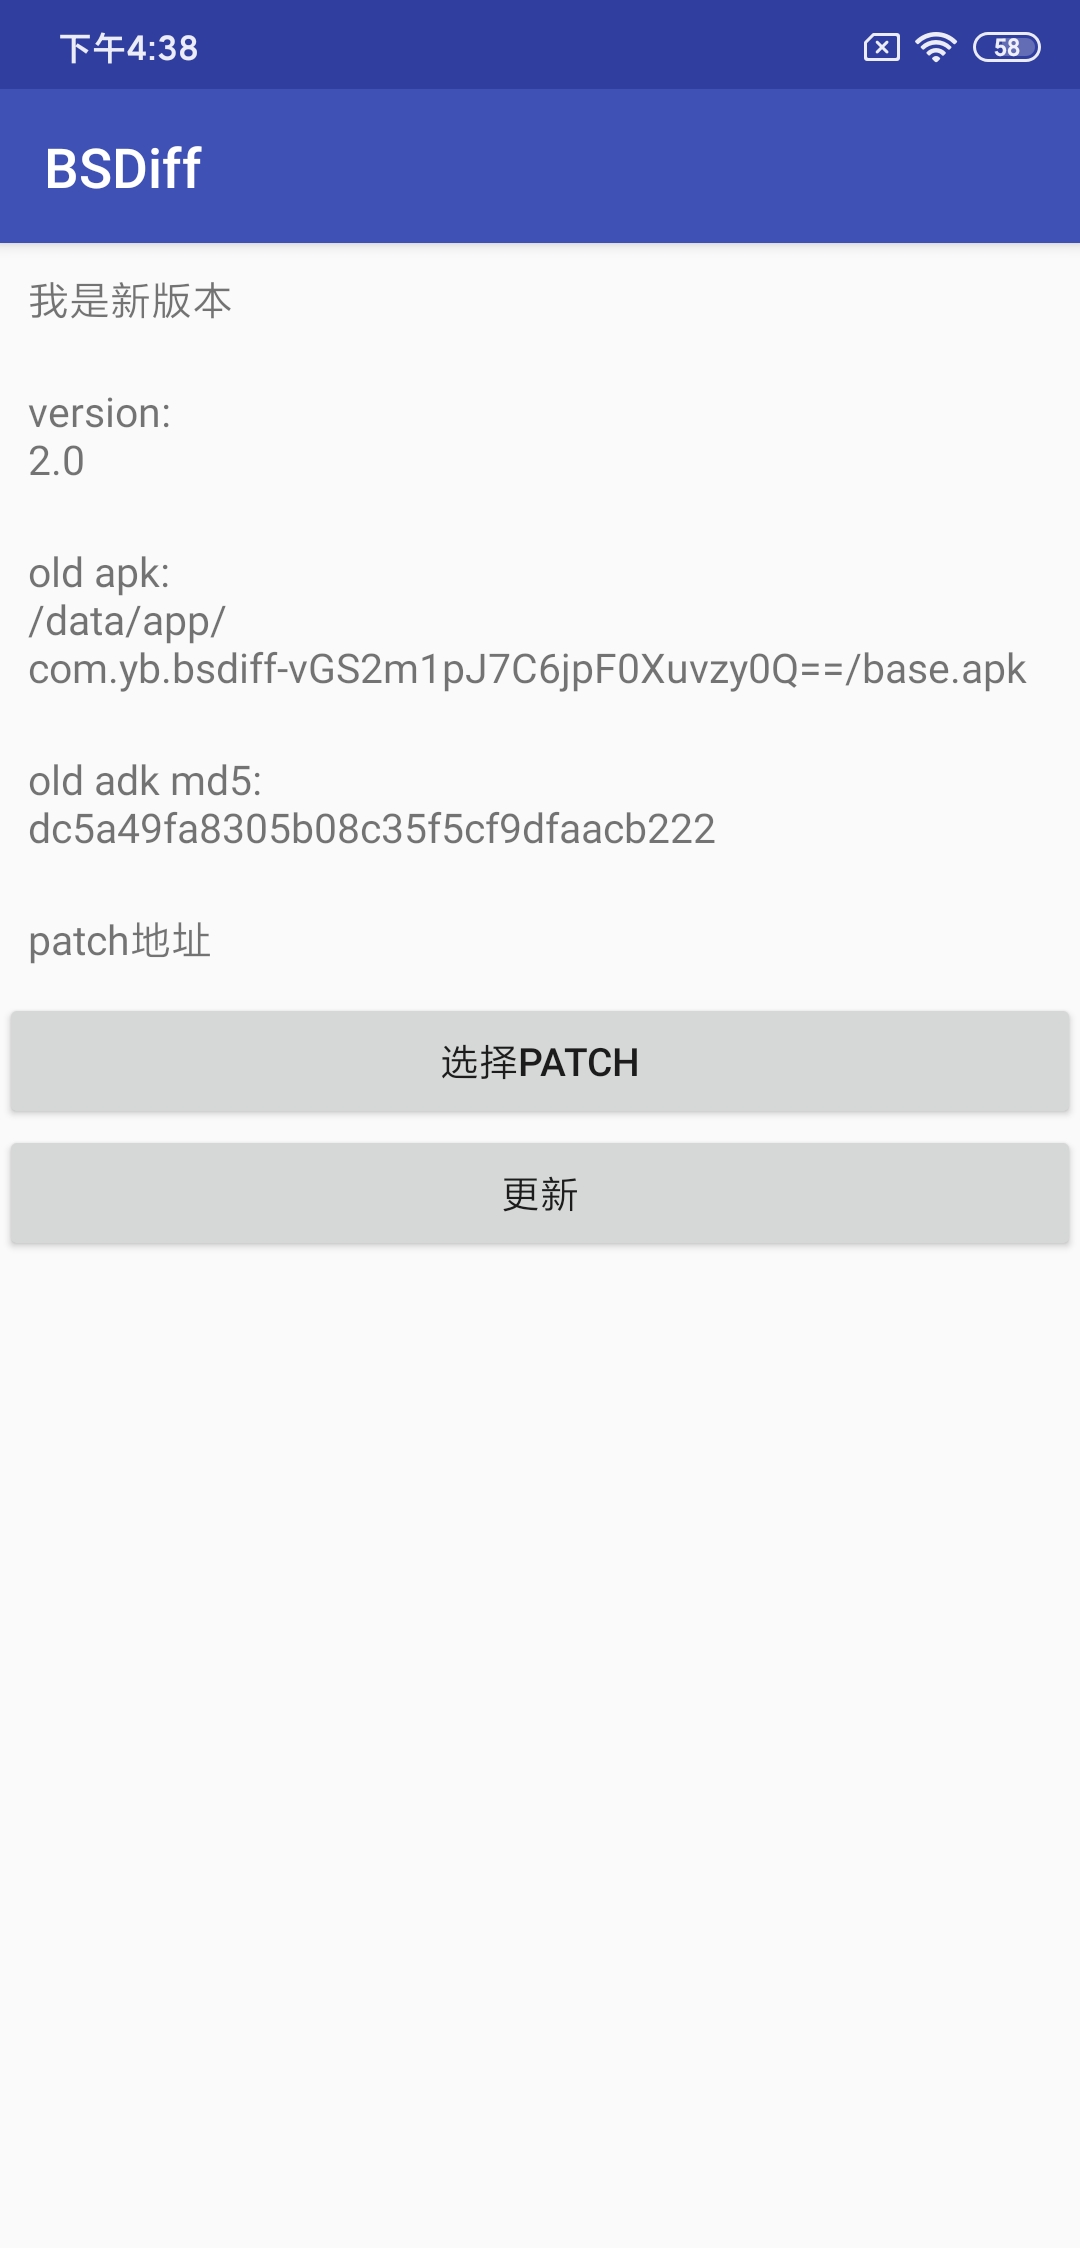 下午4:38
58
BSDiff
我是新版本
version:
2.0
old apk:
/data/app/
com.yb.bsdiff-vGS2m1pJ7C6jpF0Xuvzy0Q==/base.apk
old adk md5:
dc5a49fa8305b08c35f5cf9dfaacb222
patch地址
选择PATCH
更新